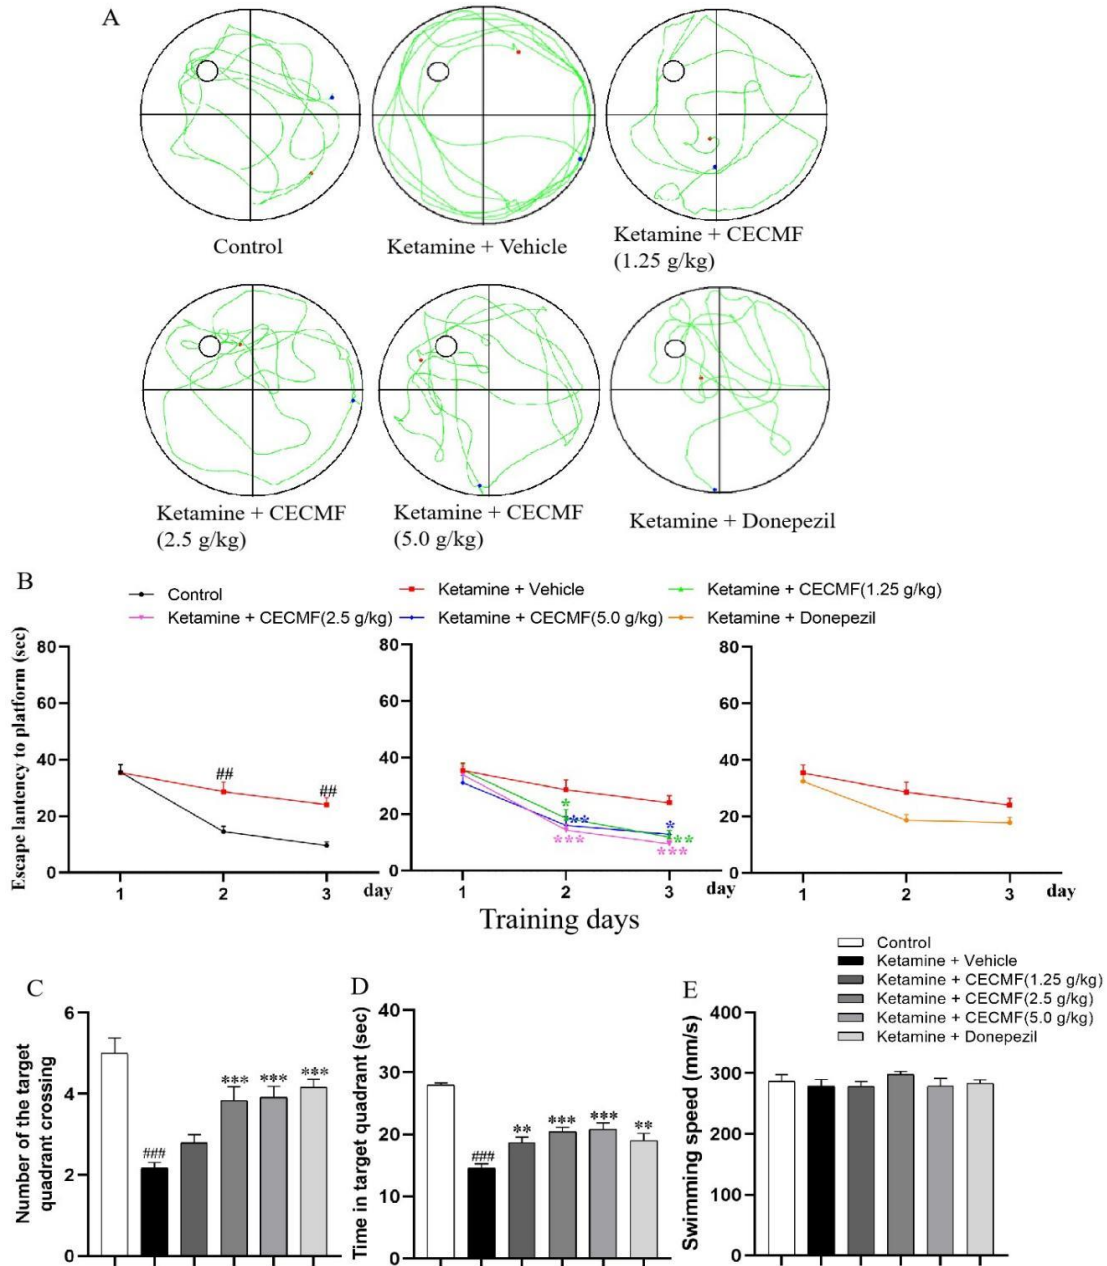 A
Control
Ketamine + Vehicle
Ketamine + CECMF
(1.25 g/kg)
Ketamine + CECMF
(2.5 g/kg)
Ketamine + CECMF
(5.0 g/kg)
Ketamine + Donepezil
B
Control
Ketamine + Vehicle
Ketamine + CECMF(1.25 g/kg)
Ketamine + CECMF(2.5 g/kg)
Ketamine + CECMF(5.0 g/kg)
Ketamine + Donepezil
Escape lantency to platform (sec)
80
60
40
20
0
##
##
1
2
3
day
80
60
40
20
0
*
**
***
*
**
***
1
2
3
day
80
60
40
20
0
1
2
3
day
Training days
C
Number of the target
quadrant crossing
6
4
2
0
###
***
***
***
D
Time in target quadrant (sec)
40
30
20
10
0
###
**
***
***
**
E
Control
Ketamine + Vehicle
Ketamine + CECMF(1.25 g/kg)
Ketamine + CECMF(2.5 g/kg)
Ketamine + CECMF(5.0 g/kg)
Ketamine + Donepezil
Swimming speed (mm/s)
400
300
200
100
0